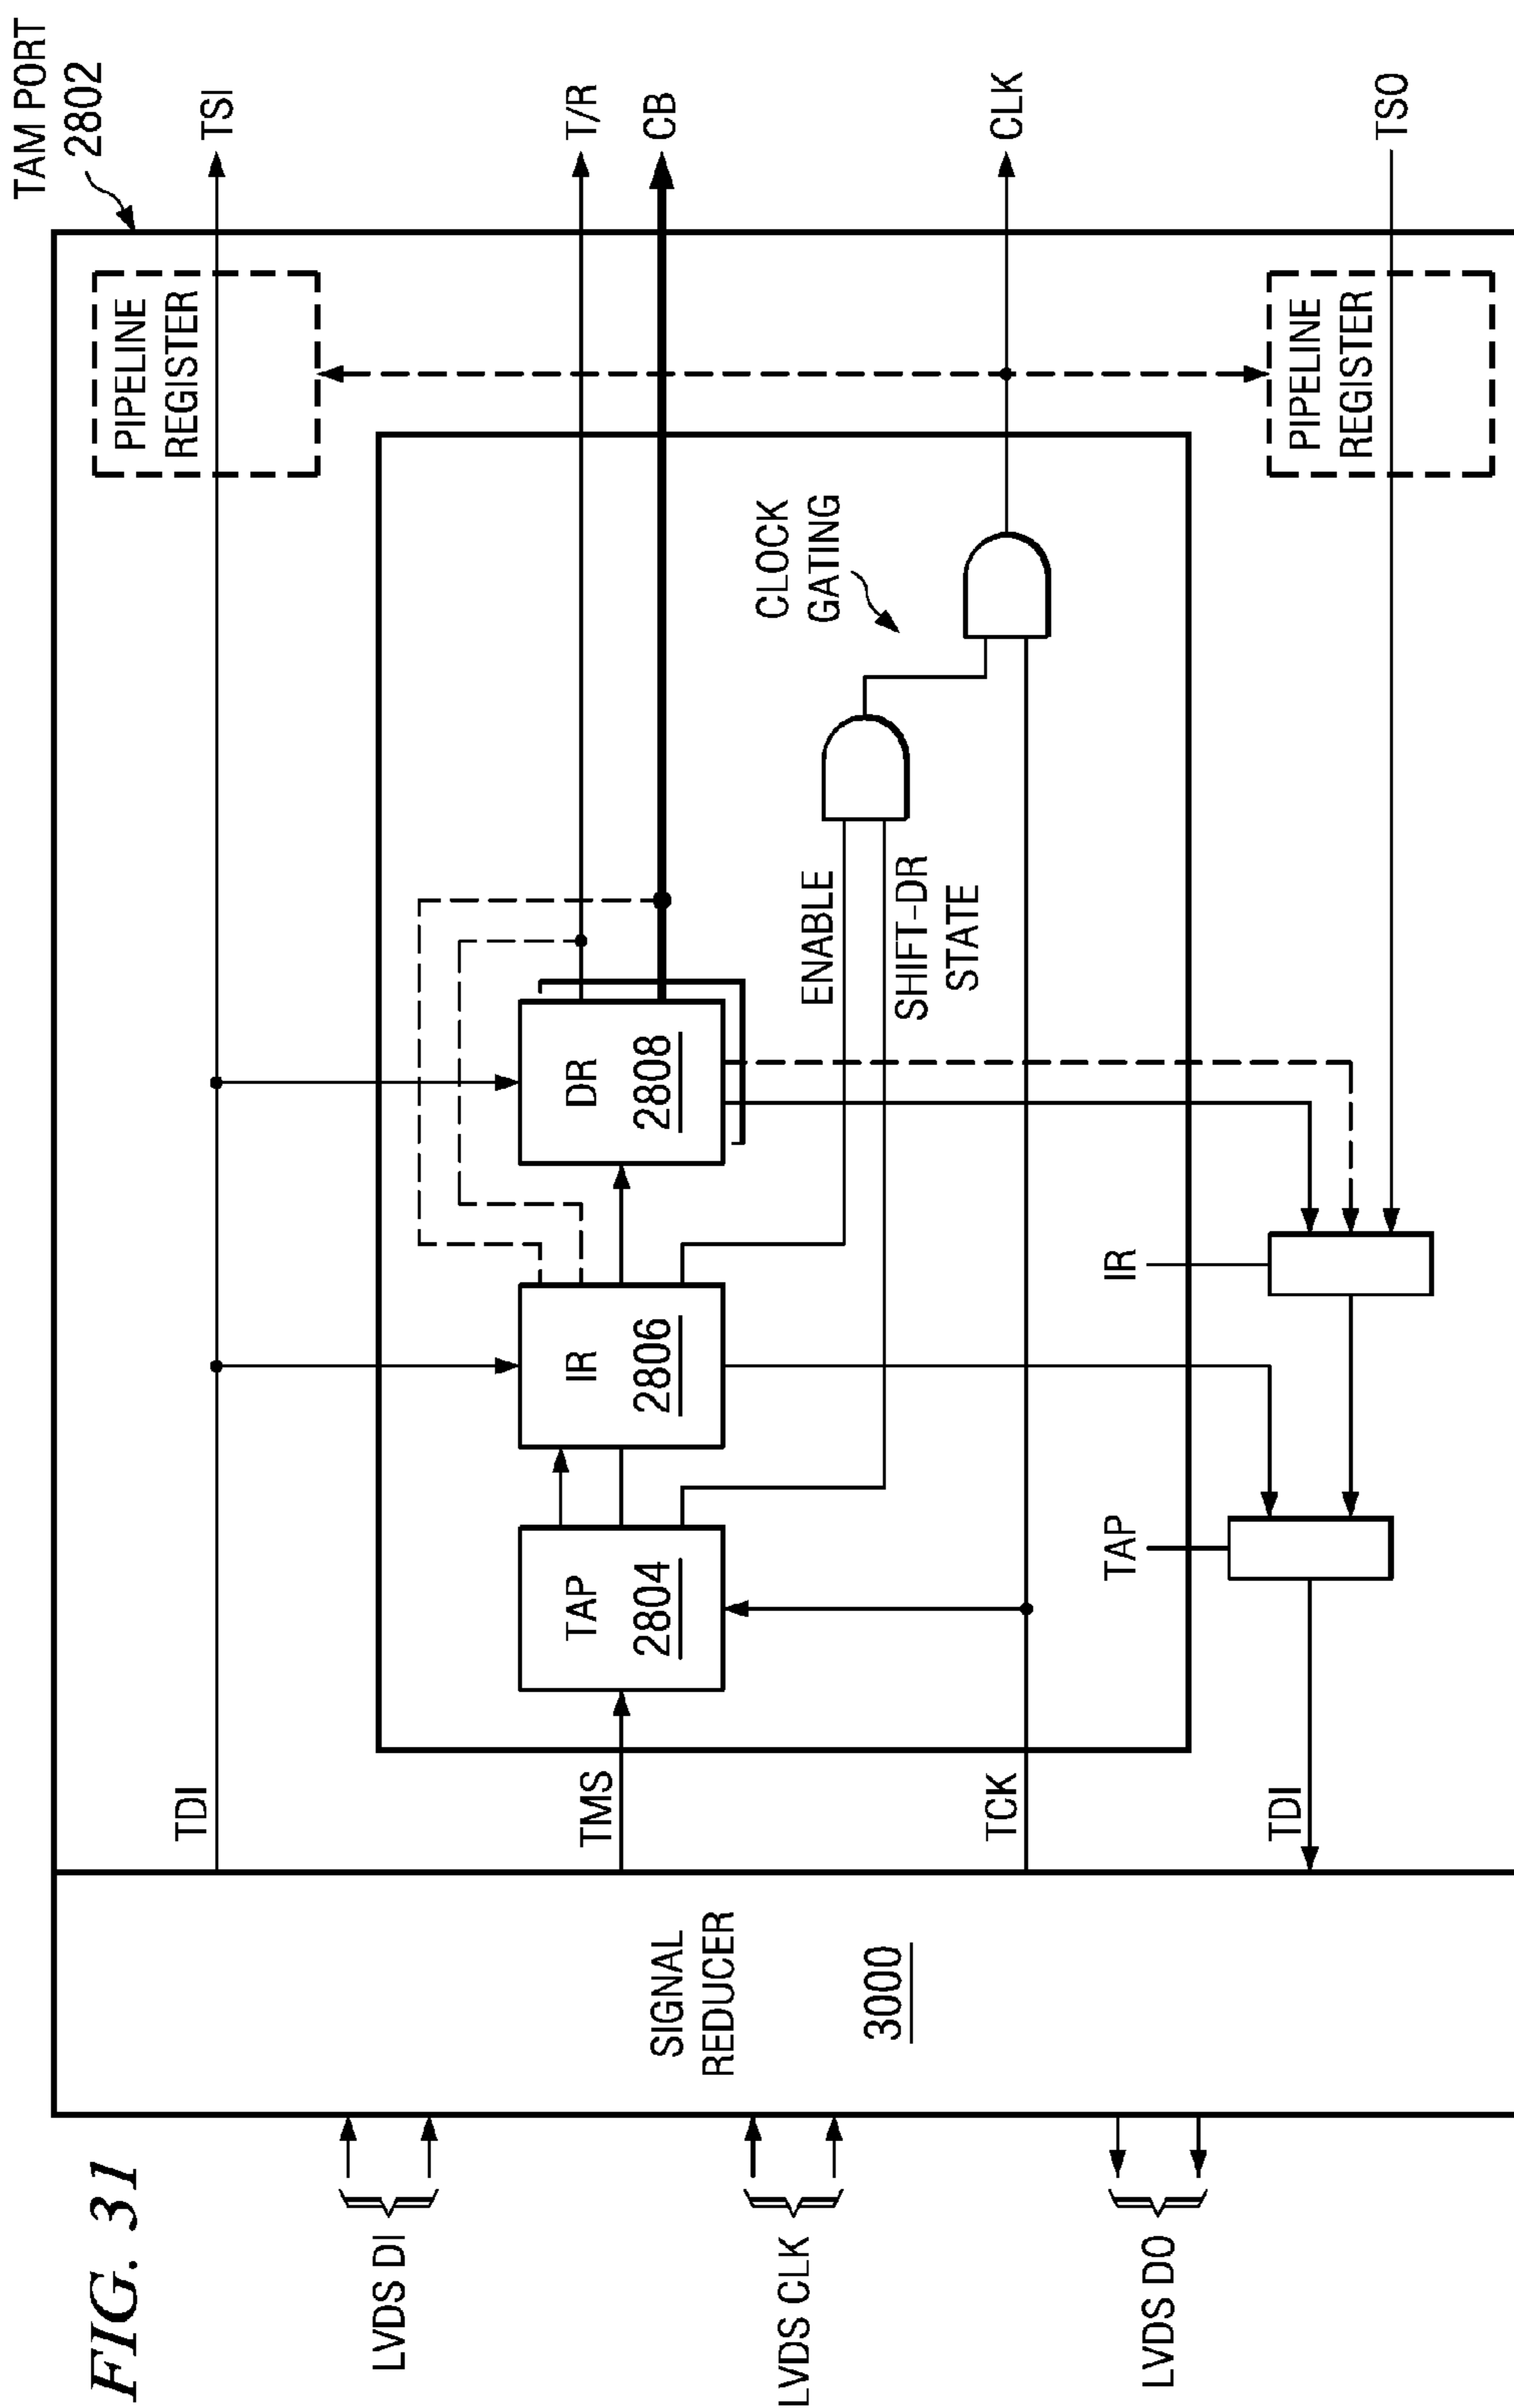 FIG. 31
TAM PORT
2802
LVDS DI
LVDS CLK
LVDS DO
SIGNAL
REDUCER
3000
TDI
TMS
TCK
TDI
TAP
2804
IR
2806
DR
2808
ENABLE
SHIFT-DR
STATE
CLOCK
GATING
TAP
IR
PIPELINE
REGISTER
PIPELINE
REGISTER
TSI
T/R
CB
CLK
TSO